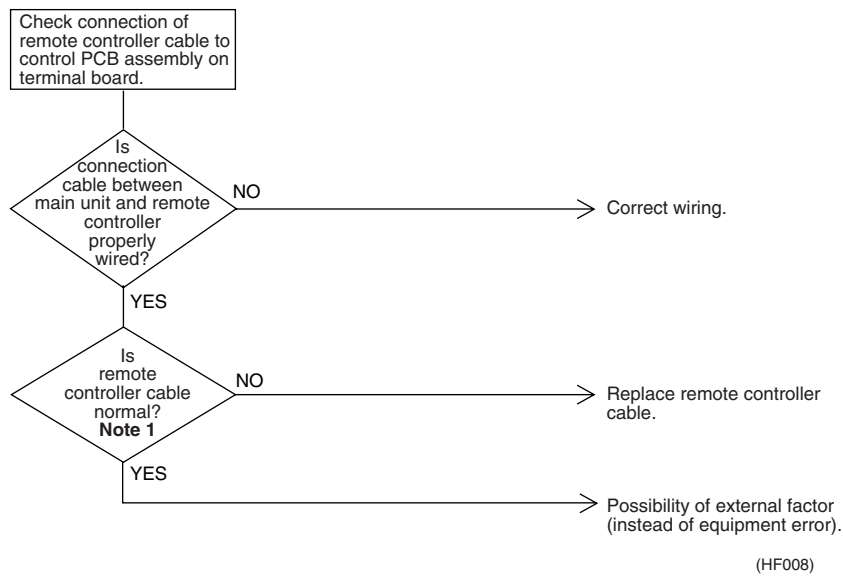 Check connection of
remote controller cable to
control PCB assembly on
terminal board.
Is
connection
cable between
main unit and remote
controller
properly
wired?
NO
Correct wiring.
YES
Is
remote
controller cable
normal?
Note 1
NO
Replace remote controller
cable.
YES
Possibility of external factor
(instead of equipment error).
(HF008)